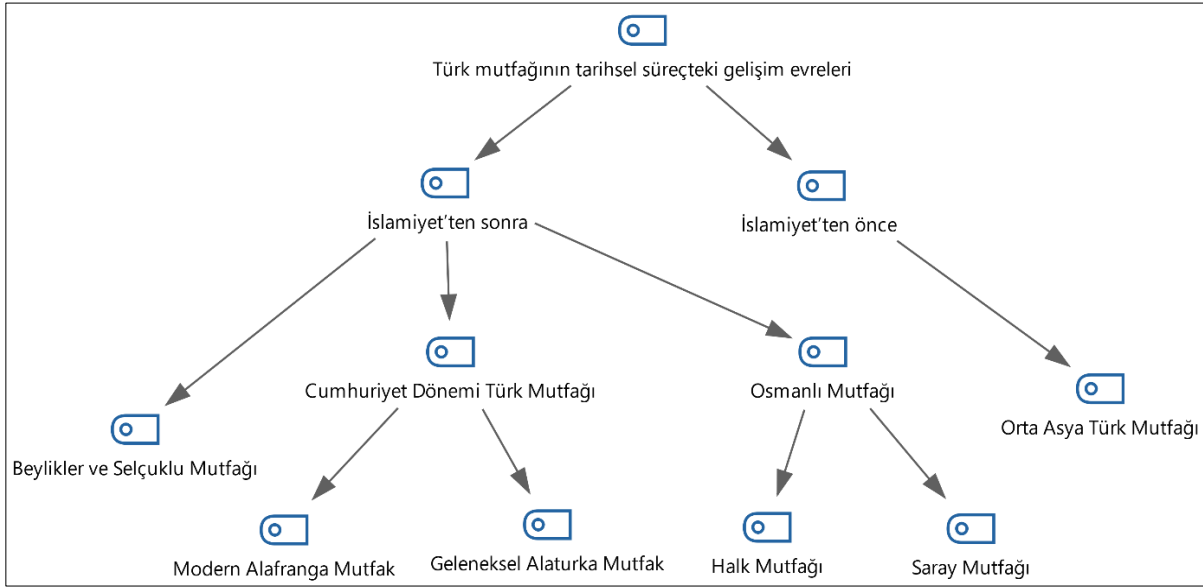 Türk mutfağının tarihsel süreçteki gelişim evreleri
İslamiyet’ten sonra
İslamiyet’ten önce
Cumhuriyet Dönemi Türk Mutfağı
Osmanlı Mutfağı
Orta Asya Türk Mutfağı
Beylikler ve Selçuklu Mutfağı
Modern Alafranga Mutfak
Geleneksel Alaturka Mutfak
Halk Mutfağı
Saray Mutfağı